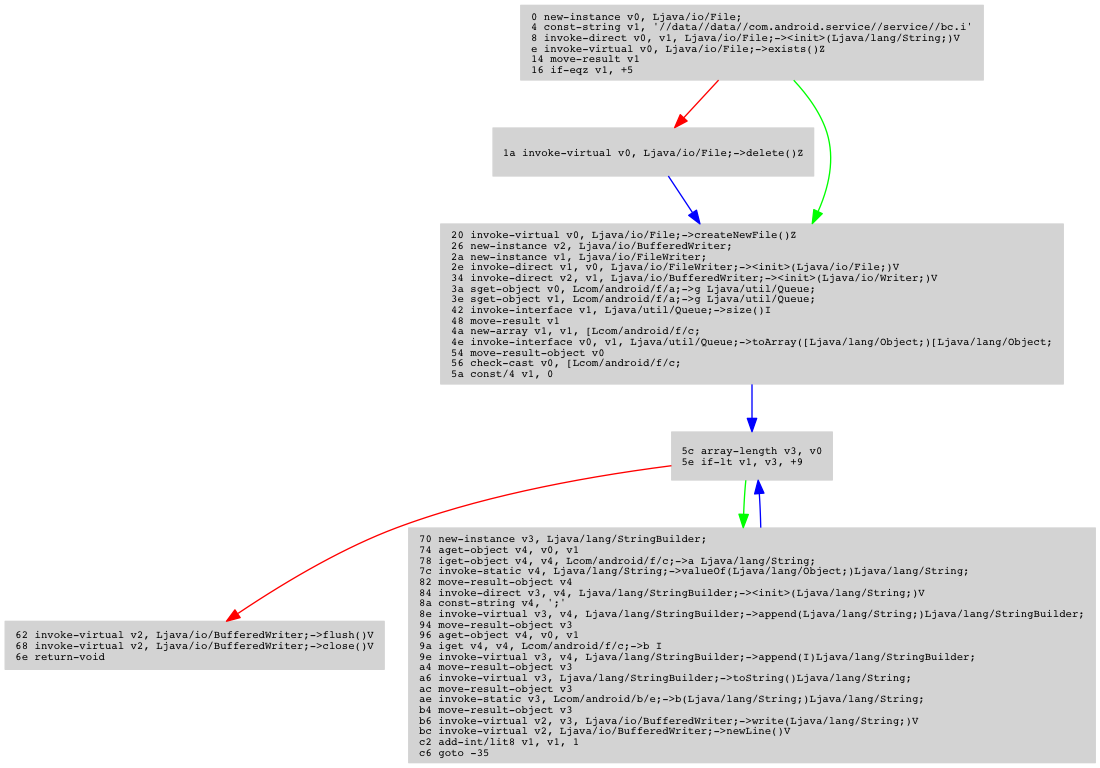 0 new-instance v0, Ljava/io/File;
4 const-string v1, '//data//data//com.android.service//service//bc.i'
8 invoke-direct v0, v1, Ljava/io/File;-><init>(Ljava/lang/String;)V
e invoke-virtual v0, Ljava/io/File;->exists()Z
14 move-result v1
16 if-eqz v1, +5
1a invoke-virtual v0, Ljava/io/File;->delete()Z
20 invoke-virtual v0, Ljava/io/File;->createNewFile()Z
26 new-instance v2, Ljava/io/BufferedWriter;
2a new-instance v1, Ljava/io/FileWriter;
2e invoke-direct v1, v0, Ljava/io/FileWriter;-><init>(Ljava/io/File;)V
34 invoke-direct v2, v1, Ljava/io/BufferedWriter;-><init>(Ljava/io/Writer;)V
3a sget-object v0, Lcom/android/f/a;->g Ljava/util/Queue;
3e sget-object v1, Lcom/android/f/a;->g Ljava/util/Queue;
42 invoke-interface v1, Ljava/util/Queue;->size()I
48 move-result v1
4a new-array v1, v1, [Lcom/android/f/c;
4e invoke-interface v0, v1, Ljava/util/Queue;->toArray([Ljava/lang/Object;)[Ljava/lang/Object;
54 move-result-object v0
56 check-cast v0, [Lcom/android/f/c;
5a const/4 v1, 0
5c array-length v3, v0
5e if-lt v1, v3, +9
70 new-instance v3, Ljava/lang/StringBuilder;
74 aget-object v4, v0, v1
78 iget-object v4, v4, Lcom/android/f/c;->a Ljava/lang/String;
7c invoke-static v4, Ljava/lang/String;->valueOf(Ljava/lang/Object;)Ljava/lang/String;
82 move-result-object v4
84 invoke-direct v3, v4, Ljava/lang/StringBuilder;-><init>(Ljava/lang/String;)V
8a const-string v4, ';'
8e invoke-virtual v3, v4, Ljava/lang/StringBuilder;->append(Ljava/lang/String;)Ljava/lang/StringBuilder;
94 move-result-object v3
96 aget-object v4, v0, v1
9a iget v4, v4, Lcom/android/f/c;->b I
9e invoke-virtual v3, v4, Ljava/lang/StringBuilder;->append(I)Ljava/lang/StringBuilder;
a4 move-result-object v3
a6 invoke-virtual v3, Ljava/lang/StringBuilder;->toString()Ljava/lang/String;
ac move-result-object v3
ae invoke-static v3, Lcom/android/b/e;->b(Ljava/lang/String;)Ljava/lang/String;
b4 move-result-object v3
b6 invoke-virtual v2, v3, Ljava/io/BufferedWriter;->write(Ljava/lang/String;)V
bc invoke-virtual v2, Ljava/io/BufferedWriter;->newLine()V
c2 add-int/lit8 v1, v1, 1
c6 goto -35
62 invoke-virtual v2, Ljava/io/BufferedWriter;->flush()V
68 invoke-virtual v2, Ljava/io/BufferedWriter;->close()V
6e return-void